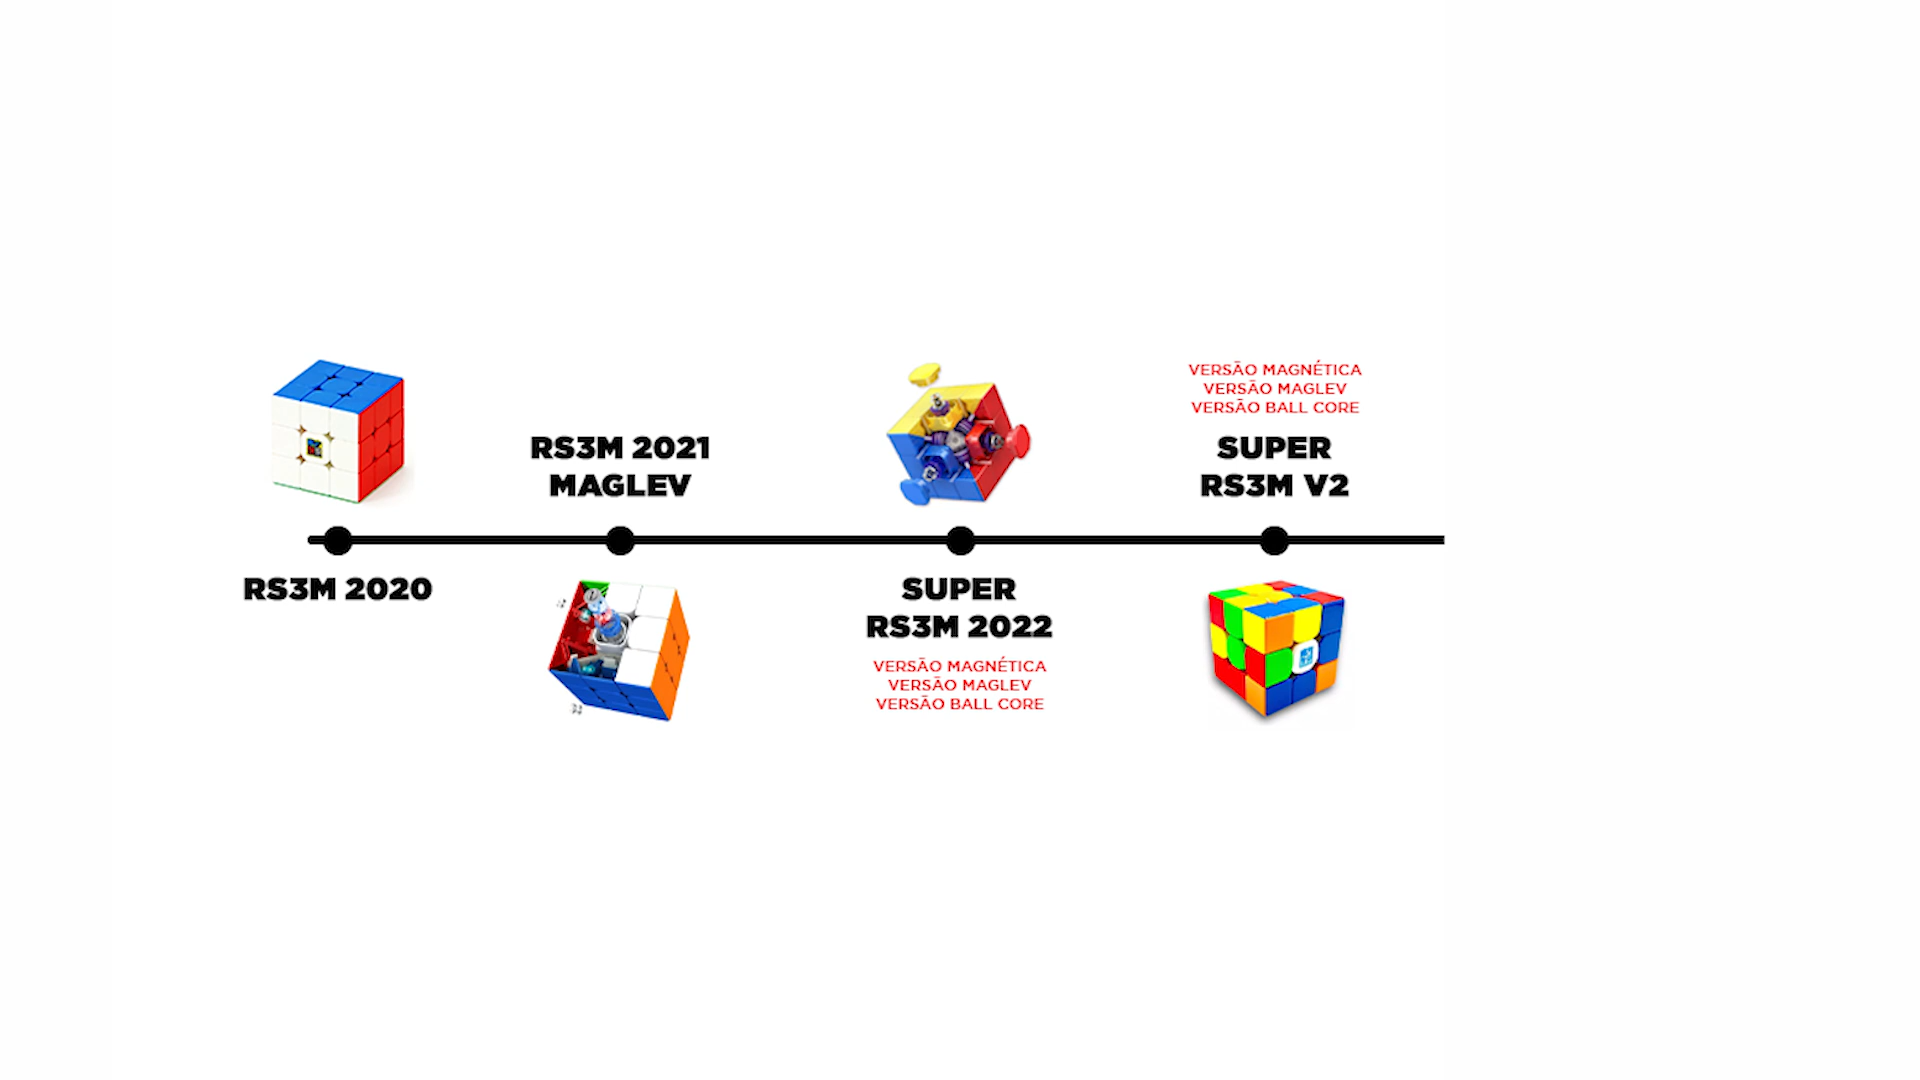 RS3M 2020
RS3M 2021
MAGLEV
SUPER
RS3M 2022
VERSÃO MAGNÉTICA
VERSÃO MAGLEV
VERSÃO BALL CORE
VERSÃO MAGNÉTICA
VERSÃO MAGLEV
VERSÃO BALL CORE
SUPER
RS3M V2